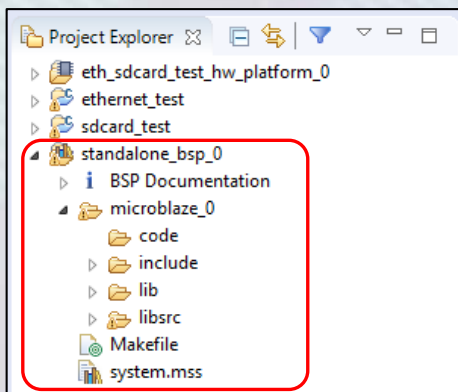 Project Explorer
eth_sdcard_test_hw_platform_0
ethernet_test
sdcard_test
standalone_bsp_0
i BSP Documentation
microblaze_0
code
include
lib
libsrc
Makefile
system.mss